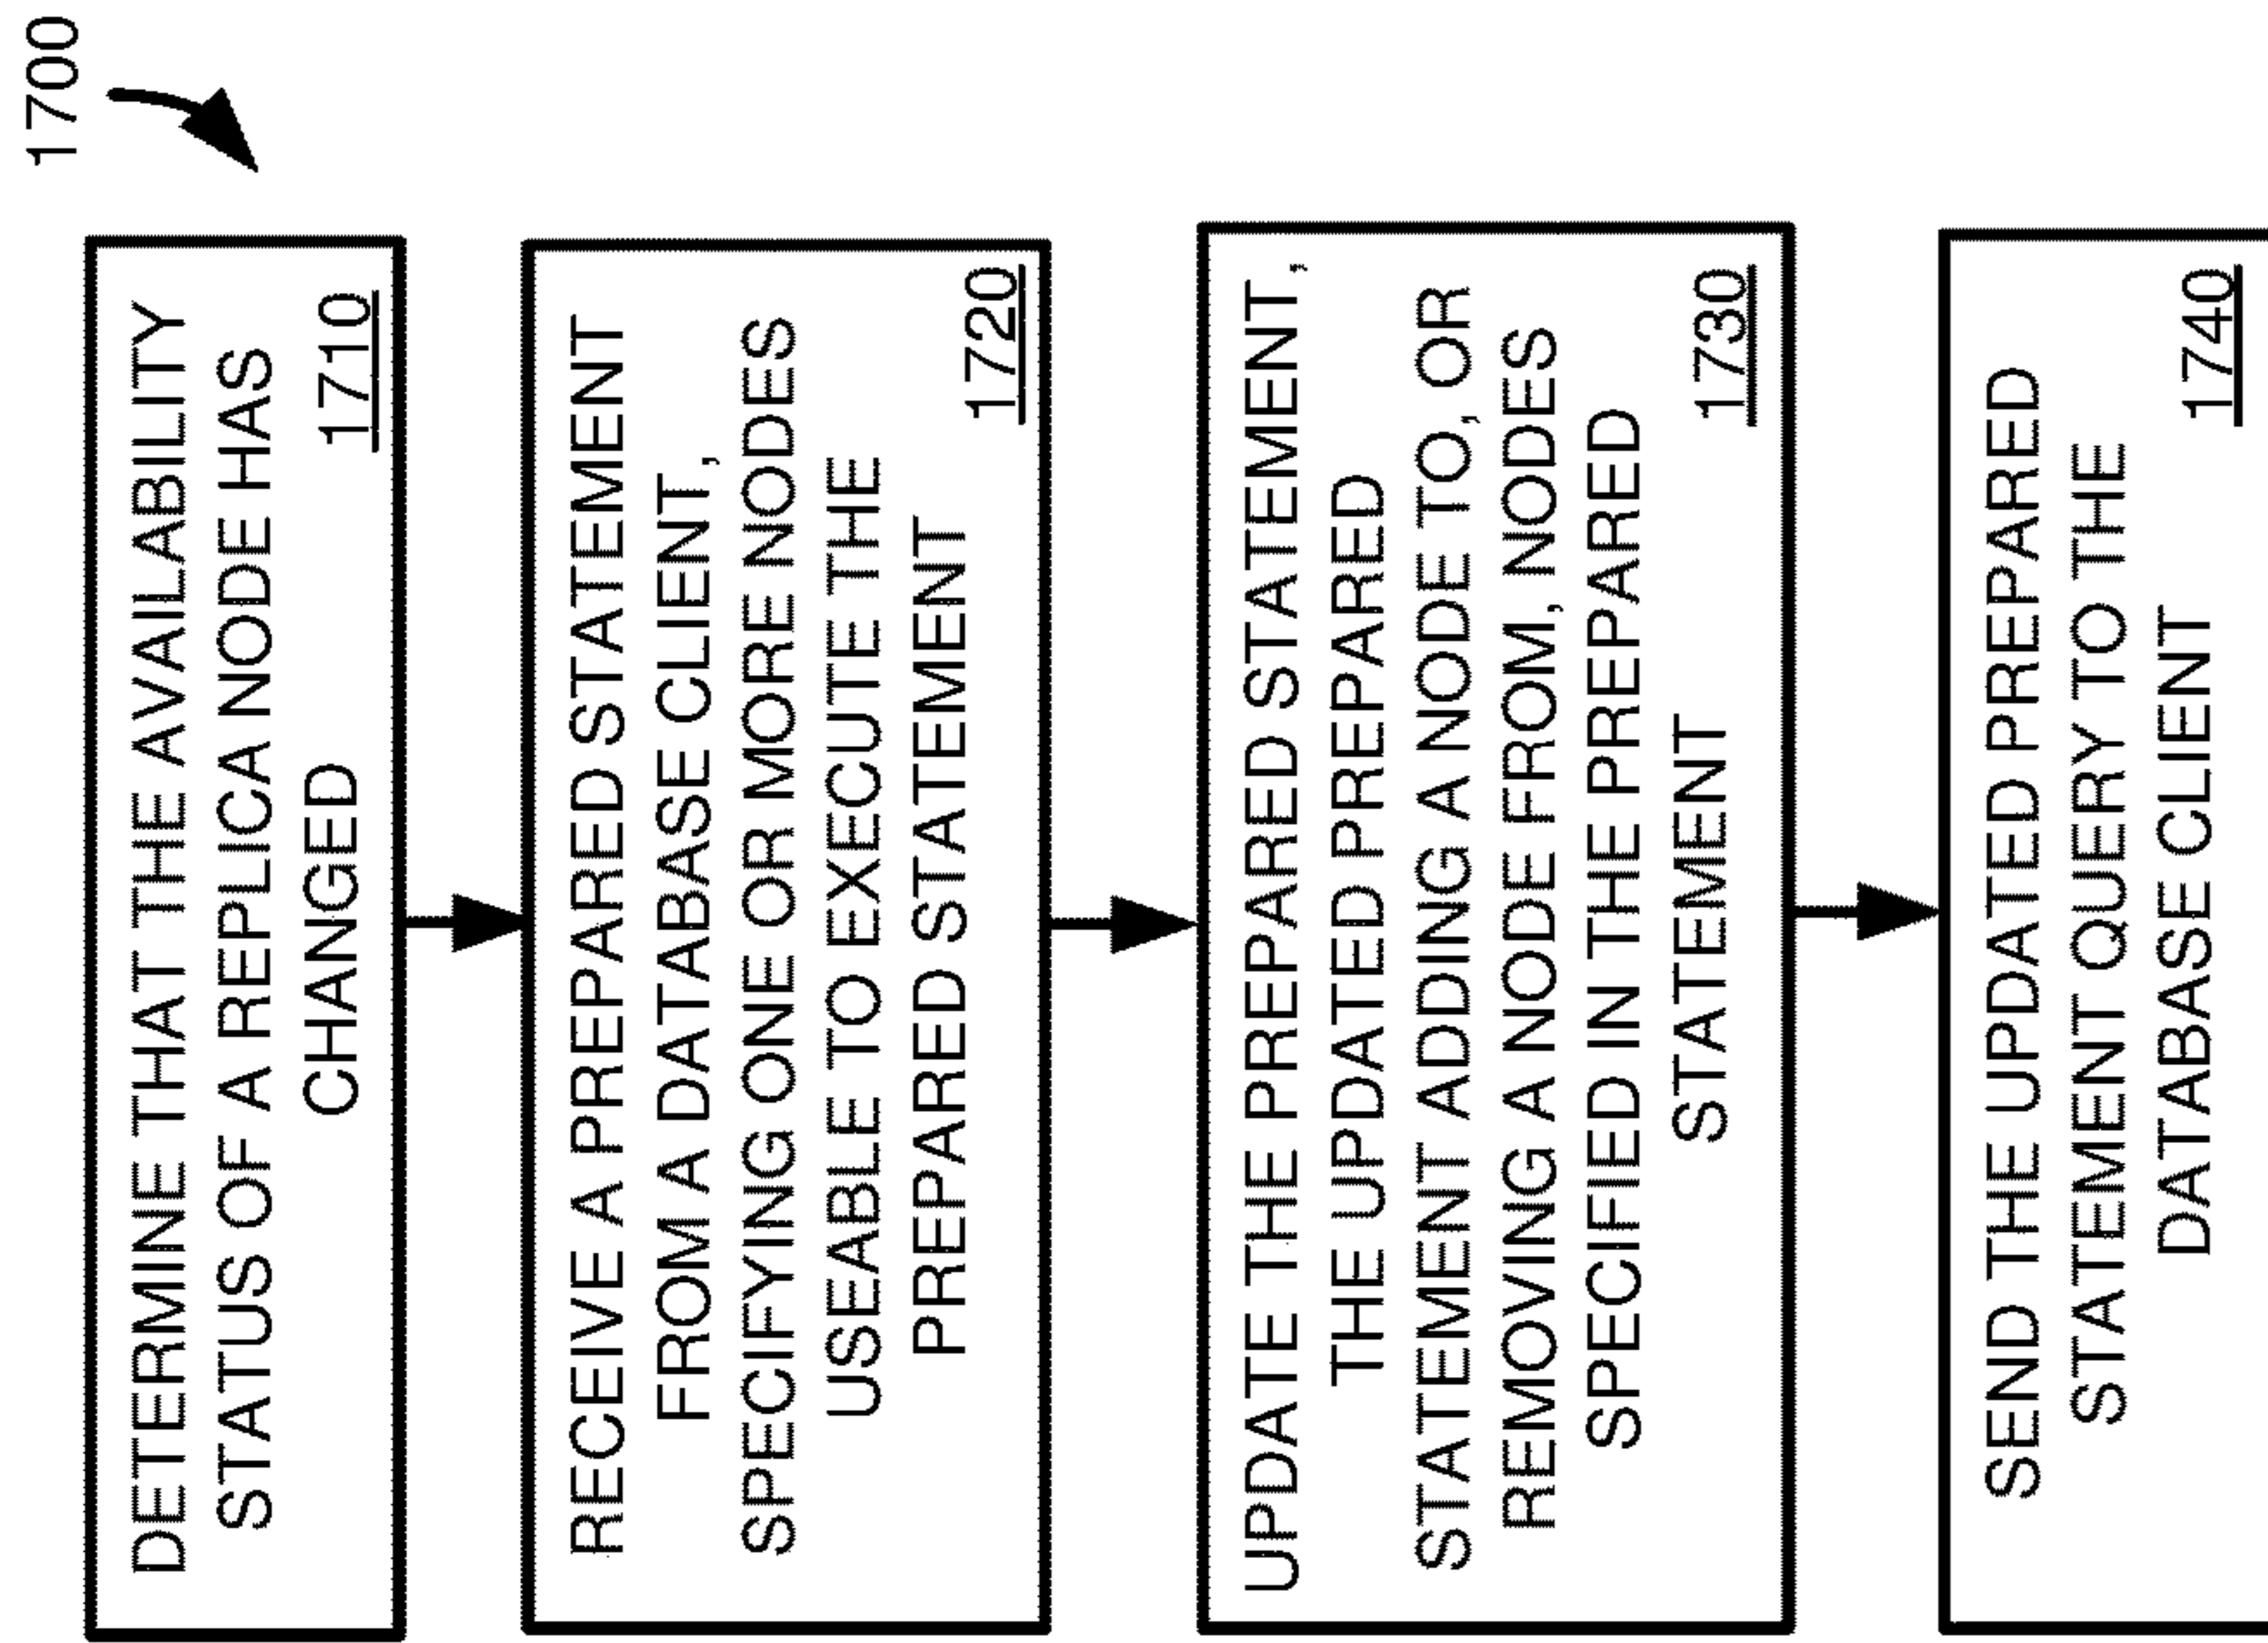 1700
DETERMINE THAT THE AVAILABILITY
STATUS OF A REPLICA NODE HAS
CHANGED
1710
RECEIVE A PREPARED STATEMENT
FROM A DATABASE CLIENT,
SPECIFYING ONE OR MORE NODES
USEABLE TO EXECUTE THE
PREPARED STATEMENT
1720
UPDATE THE PREPARED STATEMENT,
THE UPDATED PREPARED
STATEMENT ADDING A NODE TO, OR
REMOVING A NODE FROM, NODES
SPECIFIED IN THE PREPARED
STATEMENT
1730
SEND THE UPDATED PREPARED
STATEMENT QUERY TO THE
DATABASE CLIENT
1740